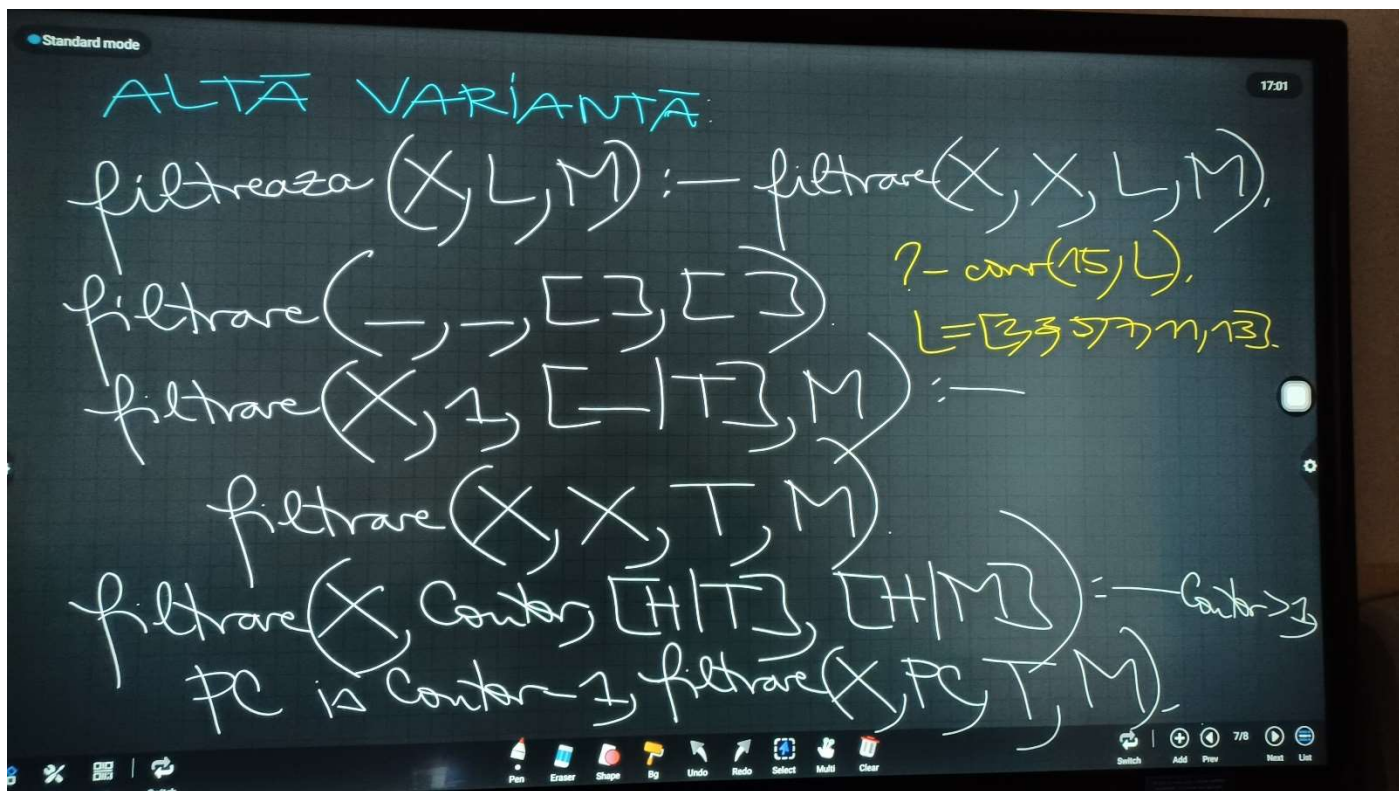 Standard mode
17:01
ALTĂ VARIANTĂ:
filtreaza(X,L,M) :- filtrare(X,X,L,M).
?- conv(15,L).
filtrare(_,_,[],[]).
L=[3,3,5,7,11,13].
filtrare(X,1,[_|T],M) :-
filtrare(X,X,T,M).
filtrare(X,Contor,[H|T],[H|M]) :- Contor>1,
PC is Contor-1, filtrare(X,PC,T,M).
Pen Eraser Shape Bg Undo Redo Select Multi Clear Switch Add Prev 7/8 Next List